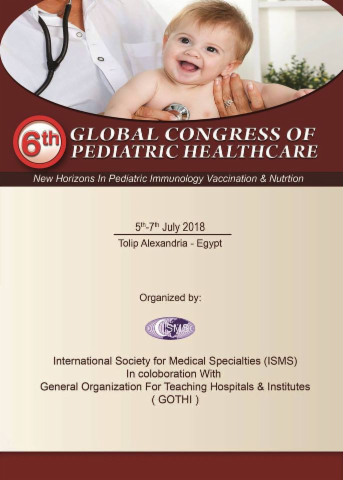 6th
GLOBAL CONGRESS OF
PEDIATRIC HEALTHCARE
New Horizons In Pediatric Immunology Vaccination & Nutrtion
5th-7th July 2018
Tolip Alexandria - Egypt
Organized by:
ISMS
International Society for Medical Specialties (ISMS)
In coloboration With
General Organization For Teaching Hospitals & Institutes
( GOTHI )